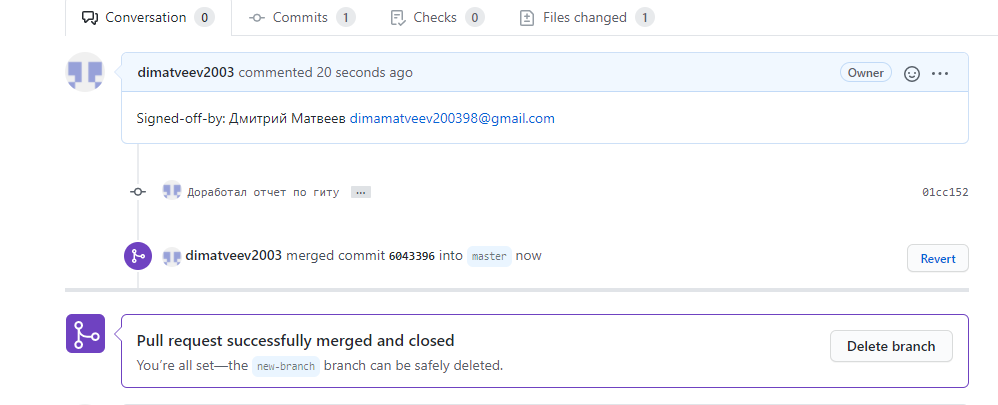 Conversation 0 Commits 1 Checks 0 Files changed 1
dimatveev2003 commented 20 seconds ago Owner
Signed-off-by: Дмитрий Матвеев dimamatveev200398@gmail.com
Доработал отчет по гиту ... 01cc152
dimatveev2003 merged commit 6043396 into master now Revert
Pull request successfully merged and closed
You're all set—the new-branch branch can be safely deleted.
Delete branch